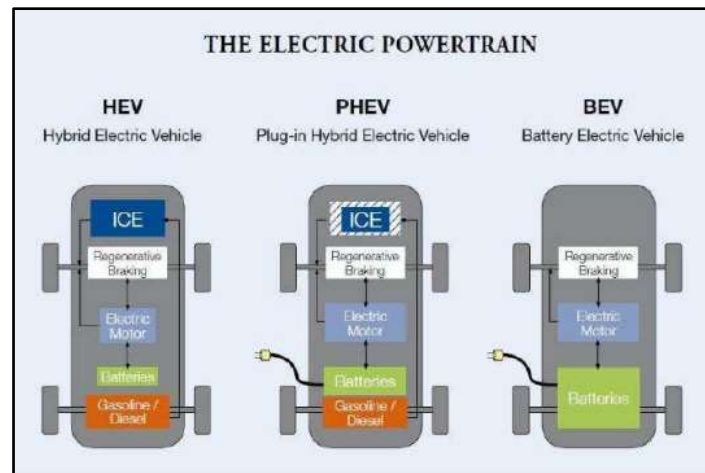 THE ELECTRIC POWERTRAIN
HEV
Hybrid Electric Vehicle
ICE
Regenerative
Braking
Electric
Motor
Batteries
Gasoline /
Diesel
PHEV
Plug-in Hybrid Electric Vehicle
ICE
Regenerative
Braking
Electric
Motor
Batteries
Gasoline /
Diesel
BEV
Battery Electric Vehicle
Regenerative
Braking
Electric
Motor
Batteries